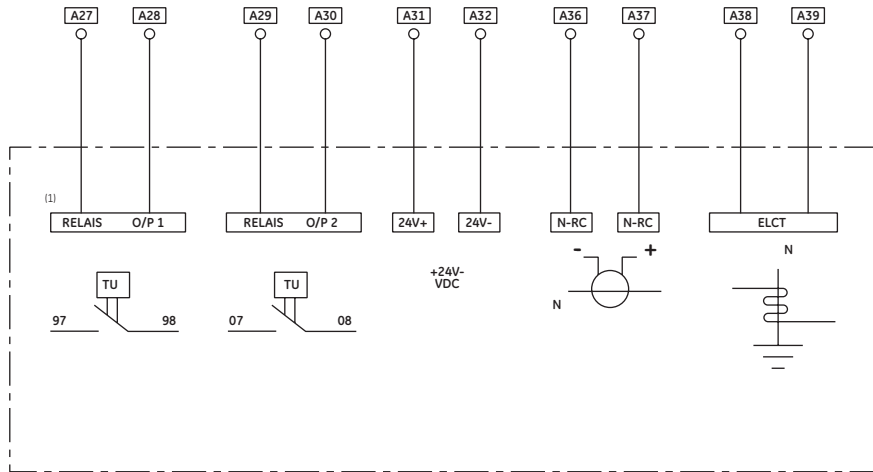 A27 A28 A29 A30 A31 A32 A36 A37 A38 A39
(1)
RELAIS O/P 1 RELAIS O/P 2 24V+ 24V- N-RC N-RC ELCT
- + N
TU TU +24V-
VDC
N
97 98 07 08